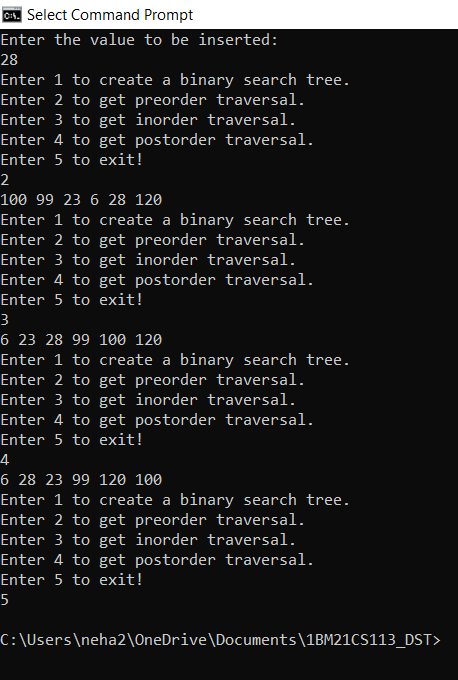 Select Command Prompt
Enter the value to be inserted:
28
Enter 1 to create a binary search tree.
Enter 2 to get preorder traversal.
Enter 3 to get inorder traversal.
Enter 4 to get postorder traversal.
Enter 5 to exit!
2
100 99 23 6 28 120
Enter 1 to create a binary search tree.
Enter 2 to get preorder traversal.
Enter 3 to get inorder traversal.
Enter 4 to get postorder traversal.
Enter 5 to exit!
3
6 23 28 99 100 120
Enter 1 to create a binary search tree.
Enter 2 to get preorder traversal.
Enter 3 to get inorder traversal.
Enter 4 to get postorder traversal.
Enter 5 to exit!
4
6 28 23 99 120 100
Enter 1 to create a binary search tree.
Enter 2 to get preorder traversal.
Enter 3 to get inorder traversal.
Enter 4 to get postorder traversal.
Enter 5 to exit!
5
C:\Users\neha2\OneDrive\Documents\1BM21CS113_DST>